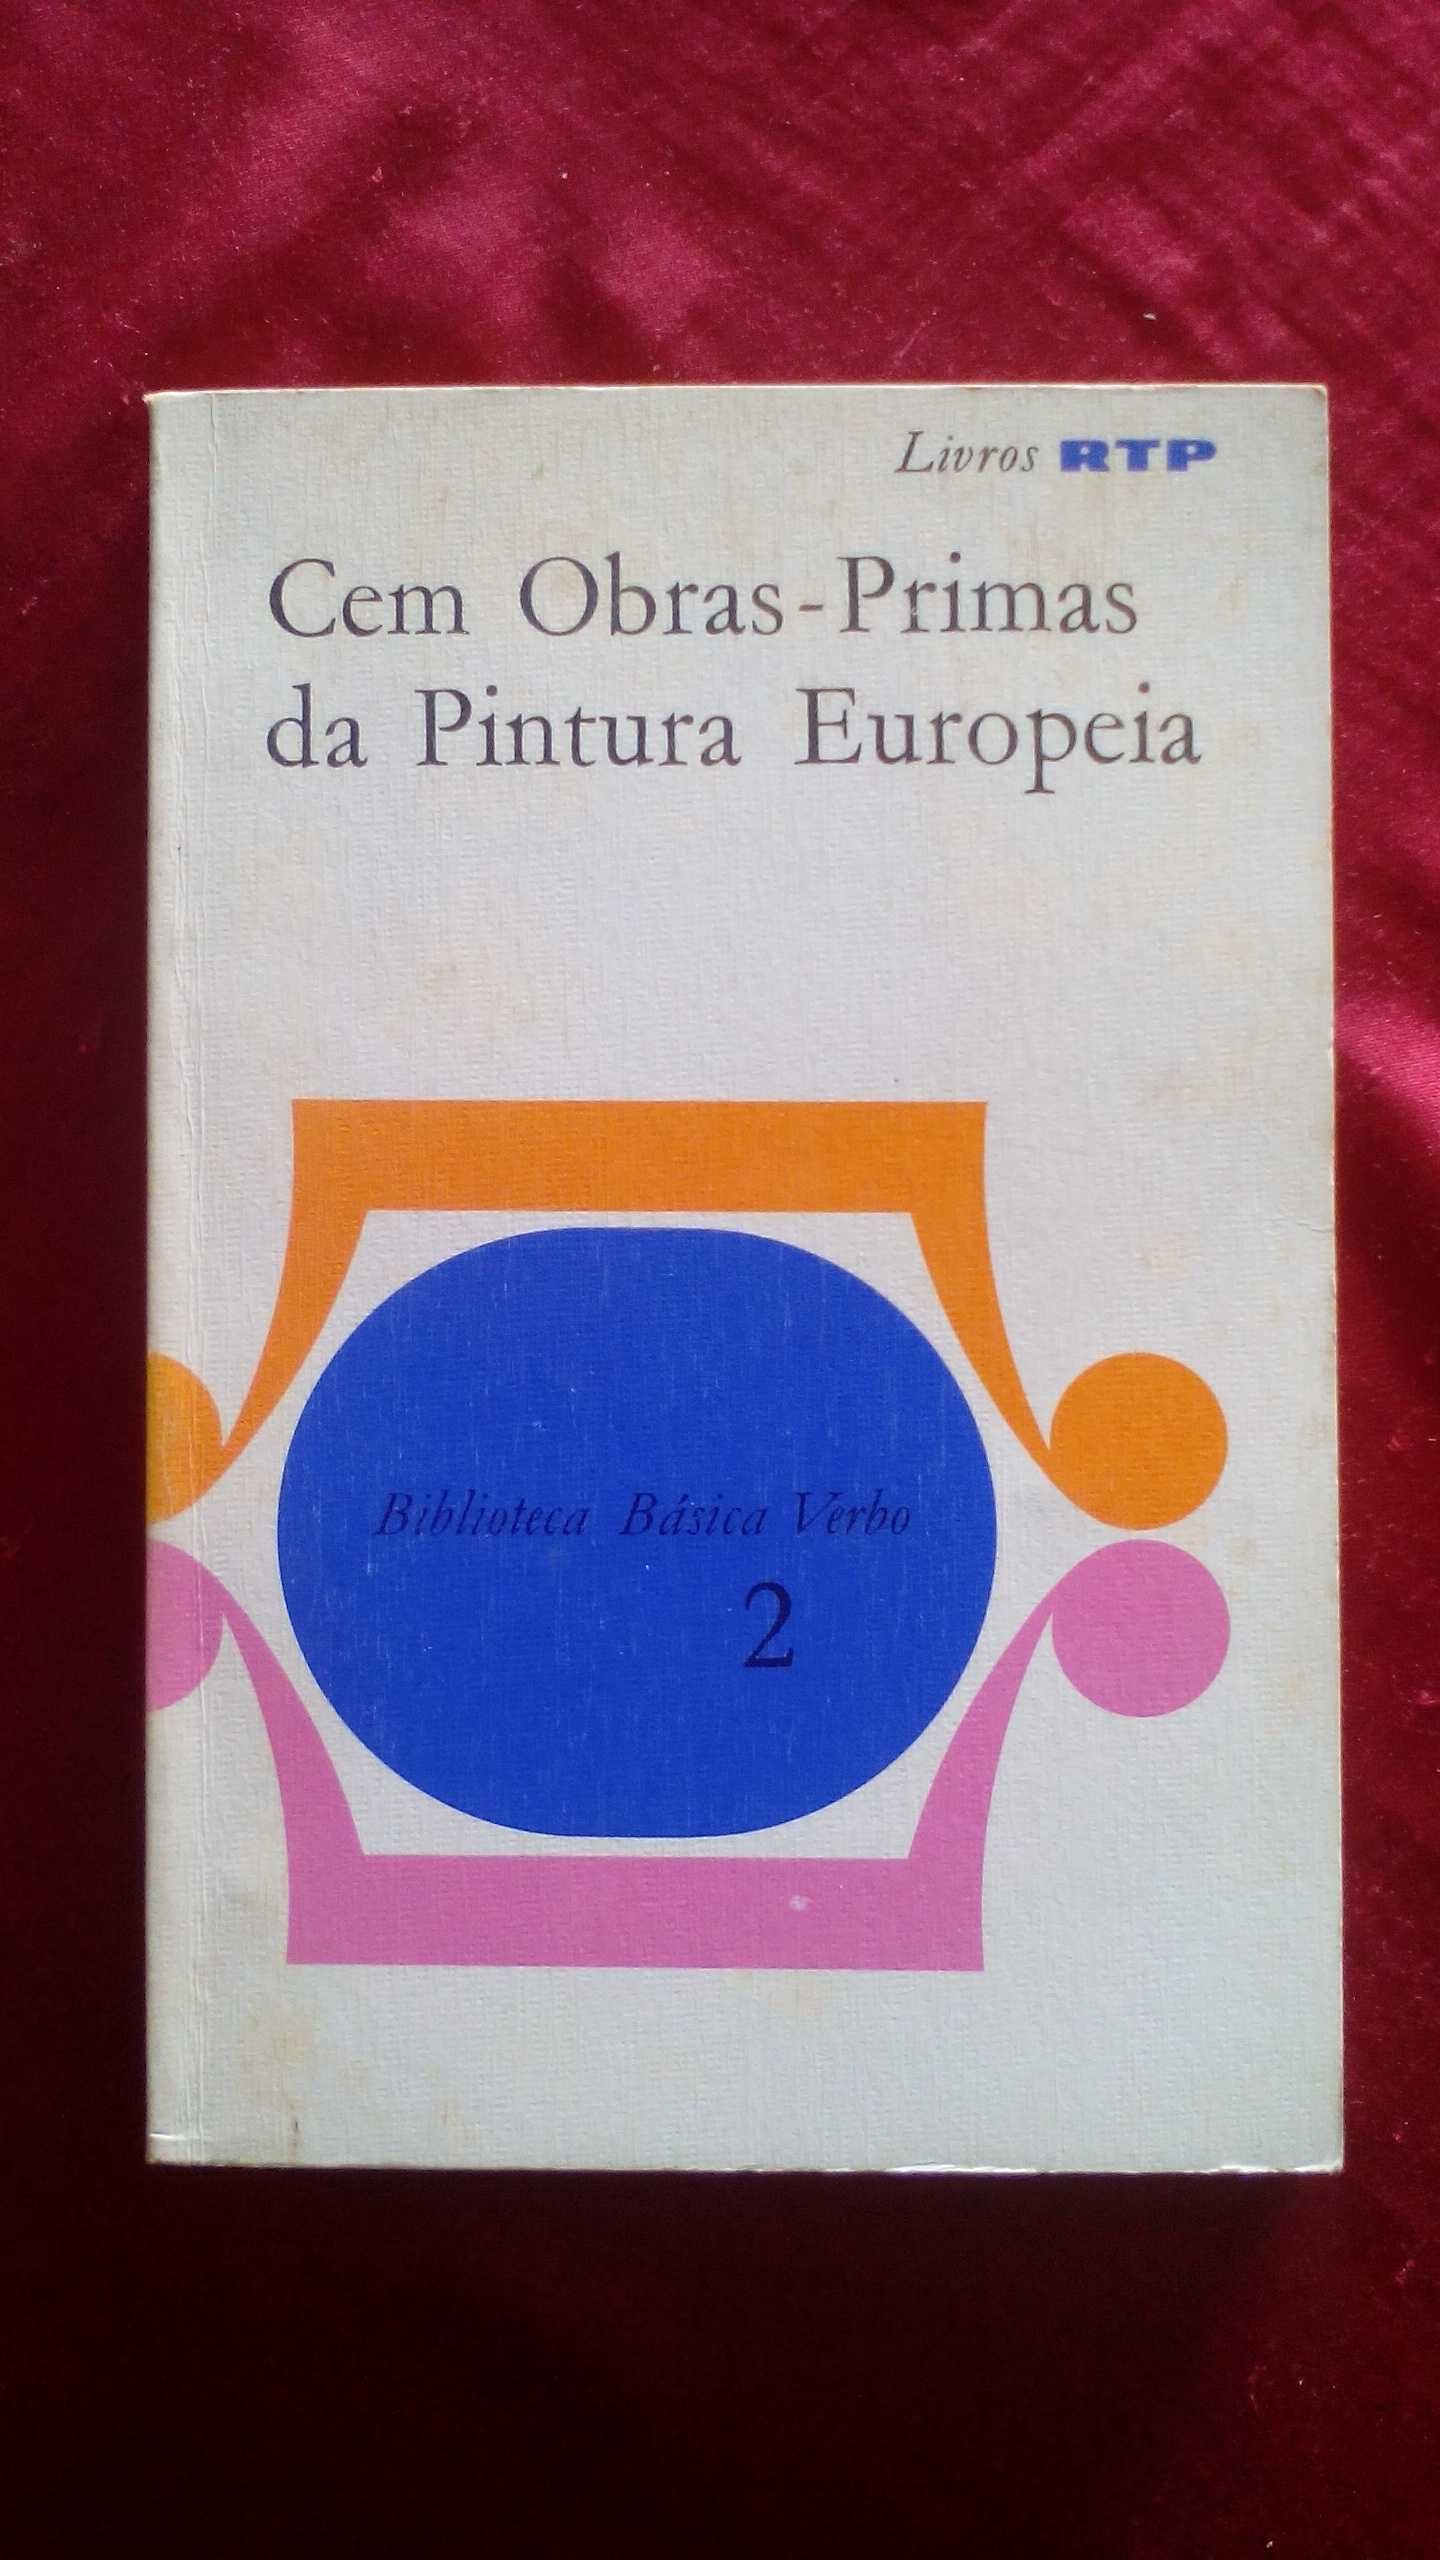 Livros RTP
Cem Obras-Primas
da Pintura Europeia
Biblioteca Básica Verbo
2